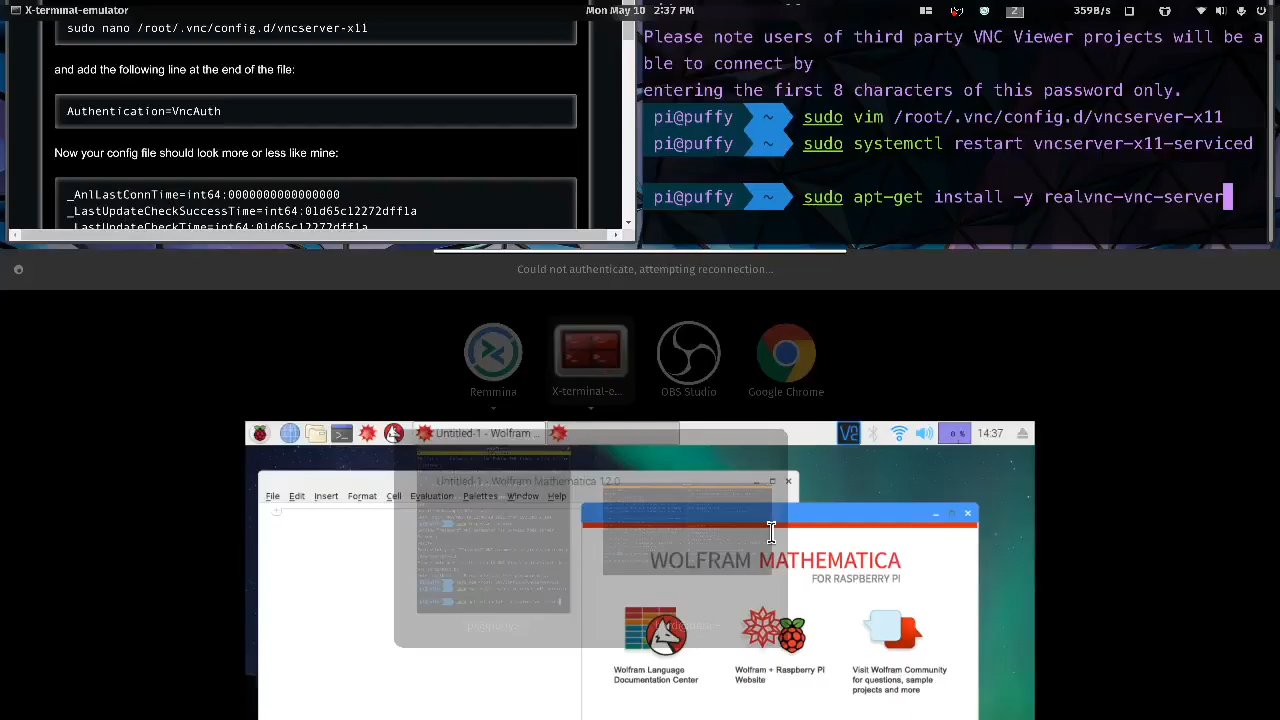 X-terminal-emulator
Mon May 10 2:37 PM
359B/s
sudo nano /root/.vnc/config.d/vncserver-x11
and add the following line at the end of the file:
Authentication=VncAuth
Now your config file should look more or less like mine:
_AnlLastConnTime=int64:0000000000000000
_LastUpdateCheckSuccessTime=int64:01d65c12272dff1a
Please note users of third party VNC Viewer projects will be a
ble to connect by
entering the first 8 characters of this password only.
pi@puffy ~ sudo vim /root/.vnc/config.d/vncserver-x11
pi@puffy ~ sudo systemctl restart vncserver-x11-serviced
pi@puffy ~ sudo apt-get install -y realvnc-vnc-server
Could not authenticate, attempting reconnection...
Remmina
X-terminal-e...
OBS Studio
Google Chrome
Untitled-1 - Wolfram ...
0 %
14:37
Untitled-1 - Wolfram Mathematica 12.0
File Edit Insert Format Cell Evaluation Palettes Window Help
WOLFRAM MATHEMATICA
FOR RASPBERRY PI
Wolfram Language
Documentation Center
Wolfram + Raspberry Pi
Website
Visit Wolfram Community
for questions, sample
projects and more